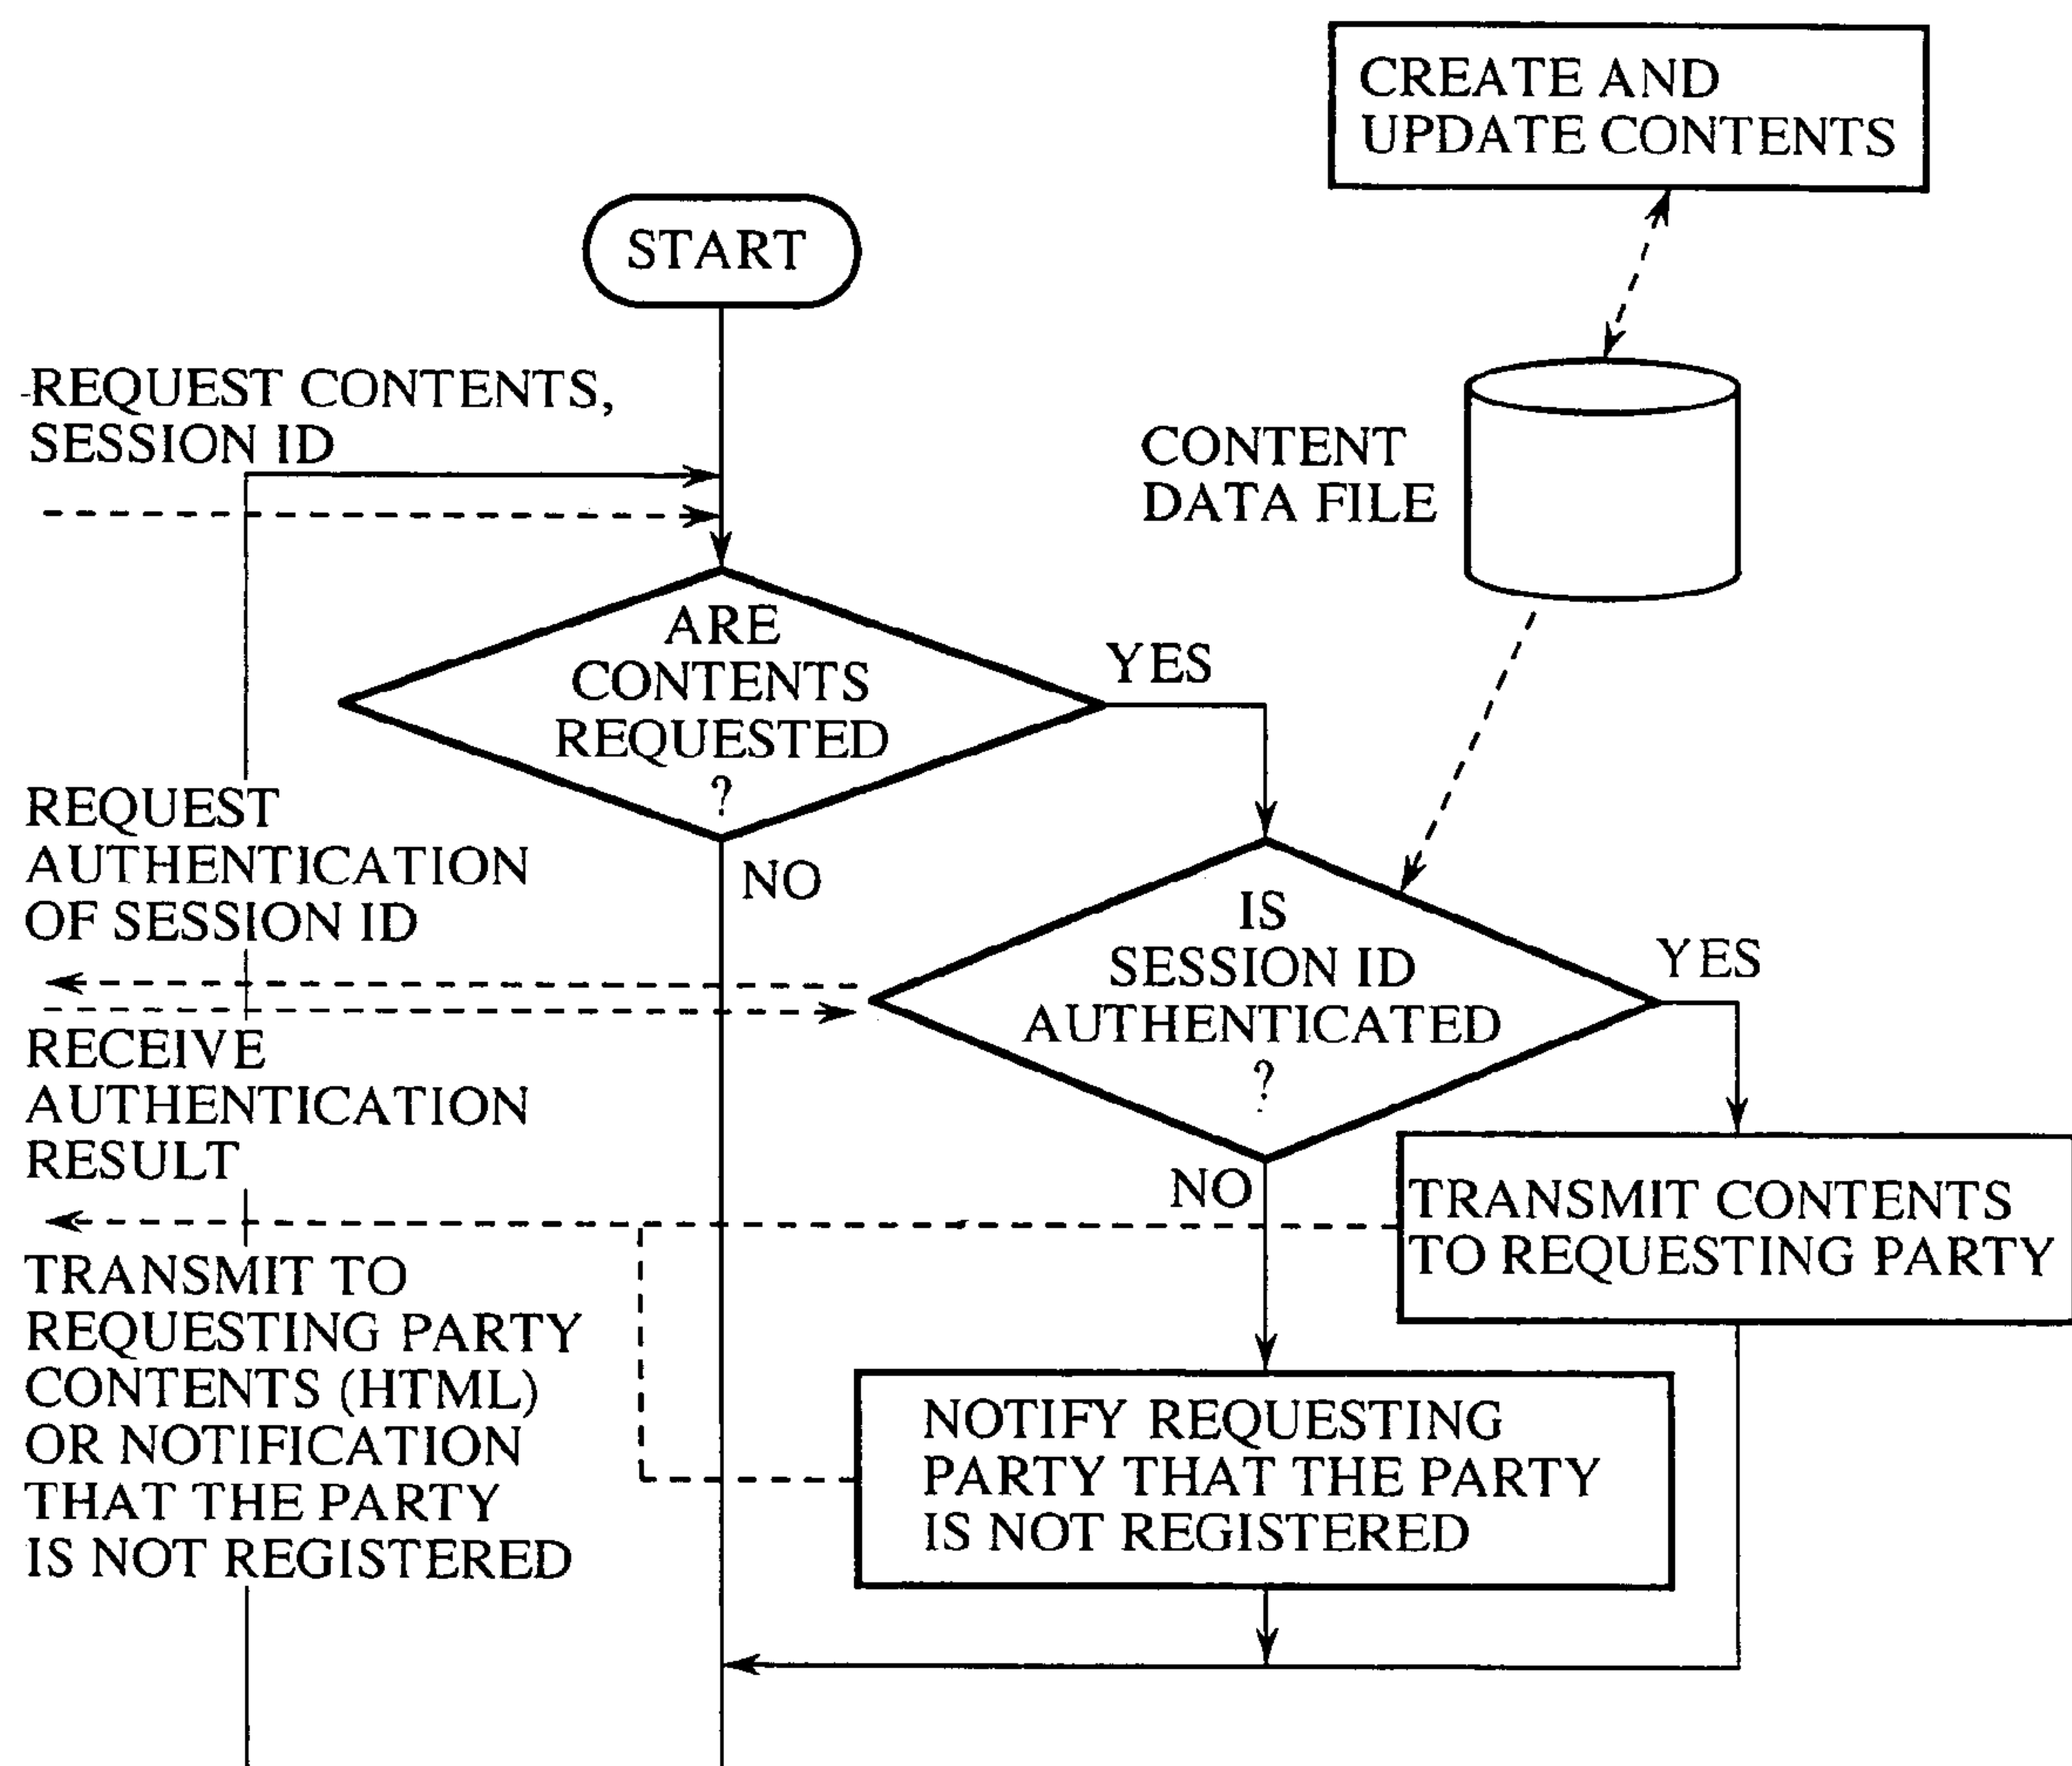 CREATE AND
UPDATE CONTENTS
START
REQUEST CONTENTS,
SESSION ID
CONTENT
DATA FILE
ARE
CONTENTS
REQUESTED
?
YES
NO
REQUEST
AUTHENTICATION
OF SESSION ID
IS
SESSION ID
AUTHENTICATED
?
YES
NO
RECEIVE
AUTHENTICATION
RESULT
TRANSMIT CONTENTS
TO REQUESTING PARTY
TRANSMIT TO
REQUESTING PARTY
CONTENTS (HTML)
OR NOTIFICATION
THAT THE PARTY
IS NOT REGISTERED
NOTIFY REQUESTING
PARTY THAT THE PARTY
IS NOT REGISTERED